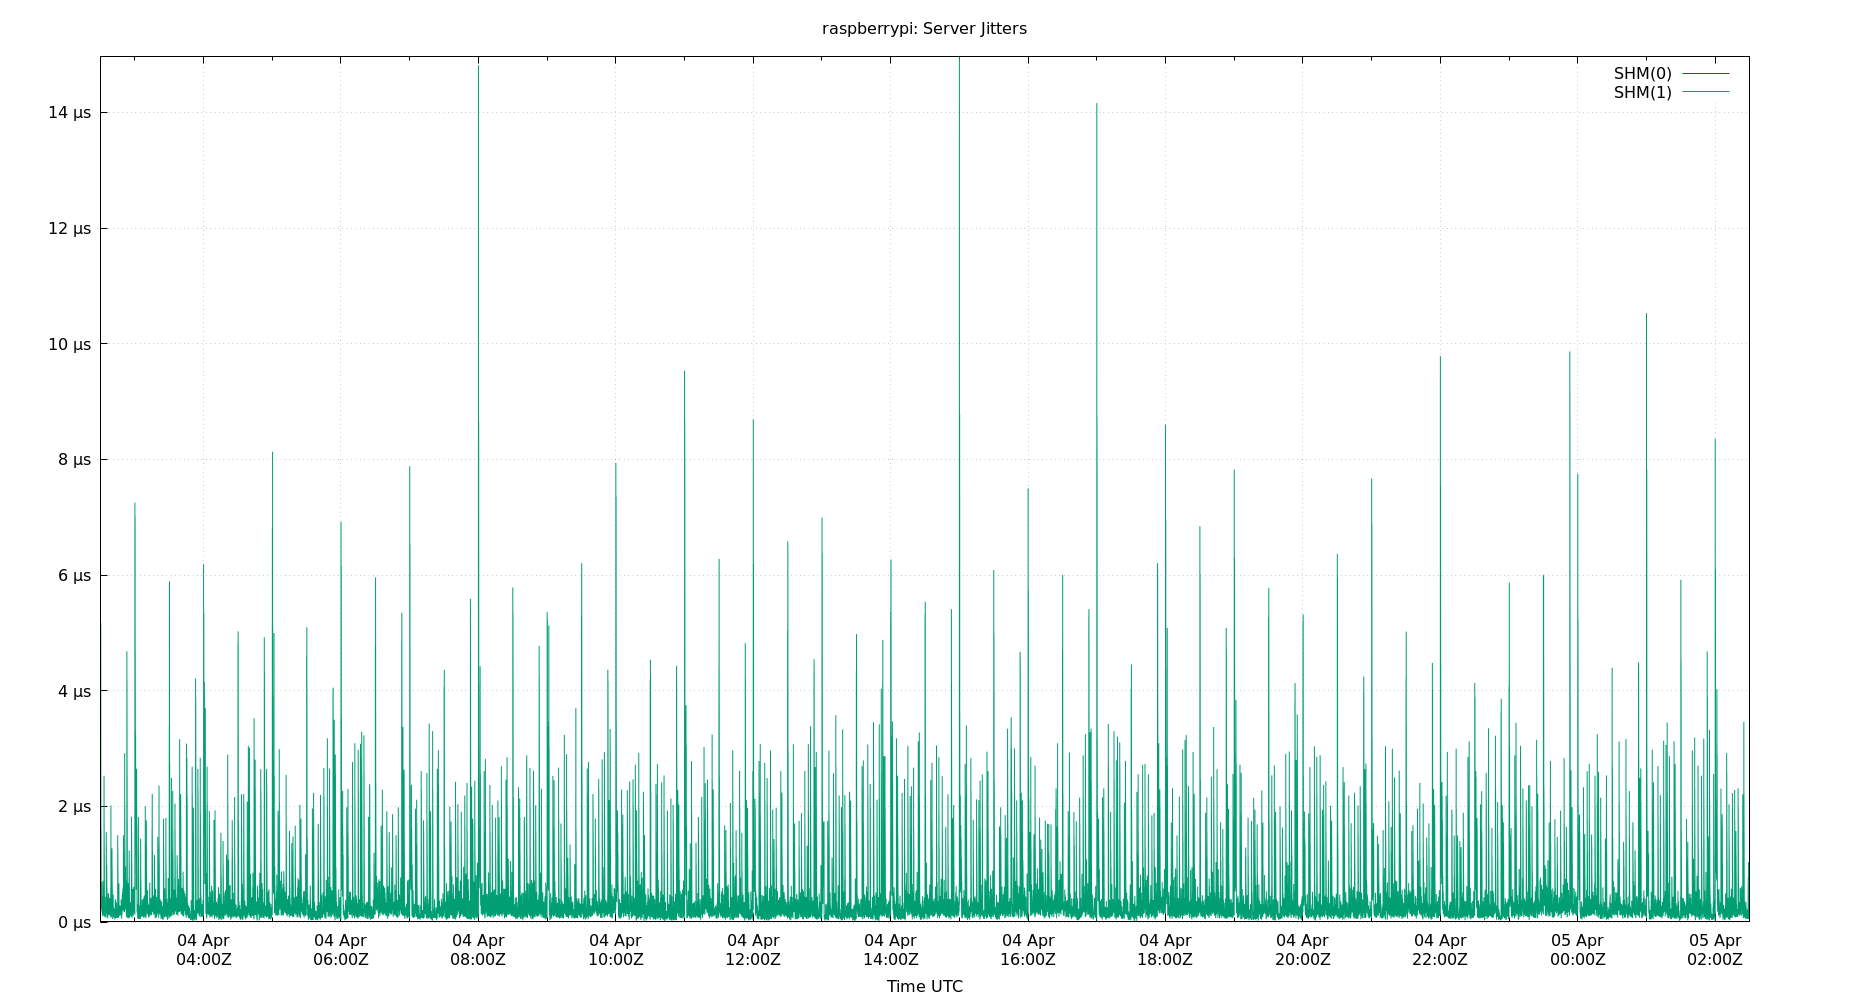 raspberrypi: Server Jitters
SHM(0)
SHM(1)
14 µs
12 µs
10 µs
8 µs
6 µs
4 µs
2 µs
0 µs
04 Apr 04 Apr 04 Apr 04 Apr 04 Apr 04 Apr 04 Apr 04 Apr 04 Apr 04 Apr 05 Apr 05 Apr
04:00Z 06:00Z 08:00Z 10:00Z 12:00Z 14:00Z 16:00Z 18:00Z 20:00Z 22:00Z 00:00Z 02:00Z
Time UTC